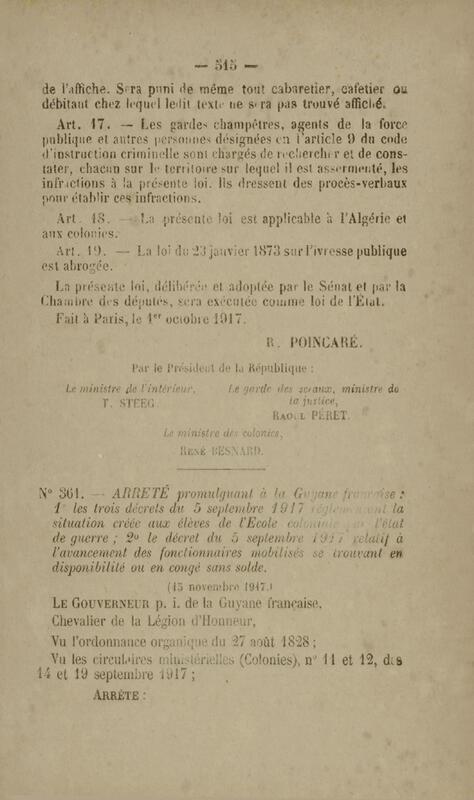 — 515 —
de l'affiche. Sera puni de même tout cabaretier, cafetier ou
débitant chez lequel ledit texte ne sera pas trouvé affiché.
Art. 17. — Les gardes champêtres, agents de la force
publique et autres personnes désignées en l'article 9 du code
d'instruction criminelle sont chargés de rechercher et de cons-
tater, chacun sur le territoire sur lequel il est assermenté, les
infractions à la présente loi. Ils dressent des procès-verbaux
pour établir ces infractions.
Art. 18. — La présente loi est applicable à l'Algérie et
aux colonies.
Art. 19. — La loi du 23 janvier 1873 sur l'ivresse publique
est abrogée.
La présente loi, délibérée et adoptée par le Sénat et par la
Chambre des députés, sera exécutée comme loi de l'État.
Fait à Paris, le 1er octobre 1917.
R. POINCARÉ.
Par le Président de la République :
Le ministre de l'intérieur, Le garde des sceaux, ministre de
la justice,
T. STEEG
RAOUL PÉRET.
Le ministre des colonies,
RENÉ BESNARD.
N° 361. — ARRETÉ promulguant à la Guyane française :
1° les trois décrets du 5 septembre 1917 réglementant la
situation créée aux élèves de l'Ecole coloniale par l'état
de guerre ; 2° le décret du 5 septembre 1917 relatif à
l'avancement des fonctionnaires mobilisés se trouvant en
disponibilité ou en congé sans solde.
(15 novembre 1917.)
LE GOUVERNEUR p. i. de la Guyane française,
Chevalier de la Légion d'Honneur,
Vu l'ordonnance organique du 27 août 1828 ;
Vu les circulaires ministérielles (Colonies), n° 11 et 12, des
14 et 19 septembre 1917 ;
ARRÊTE :